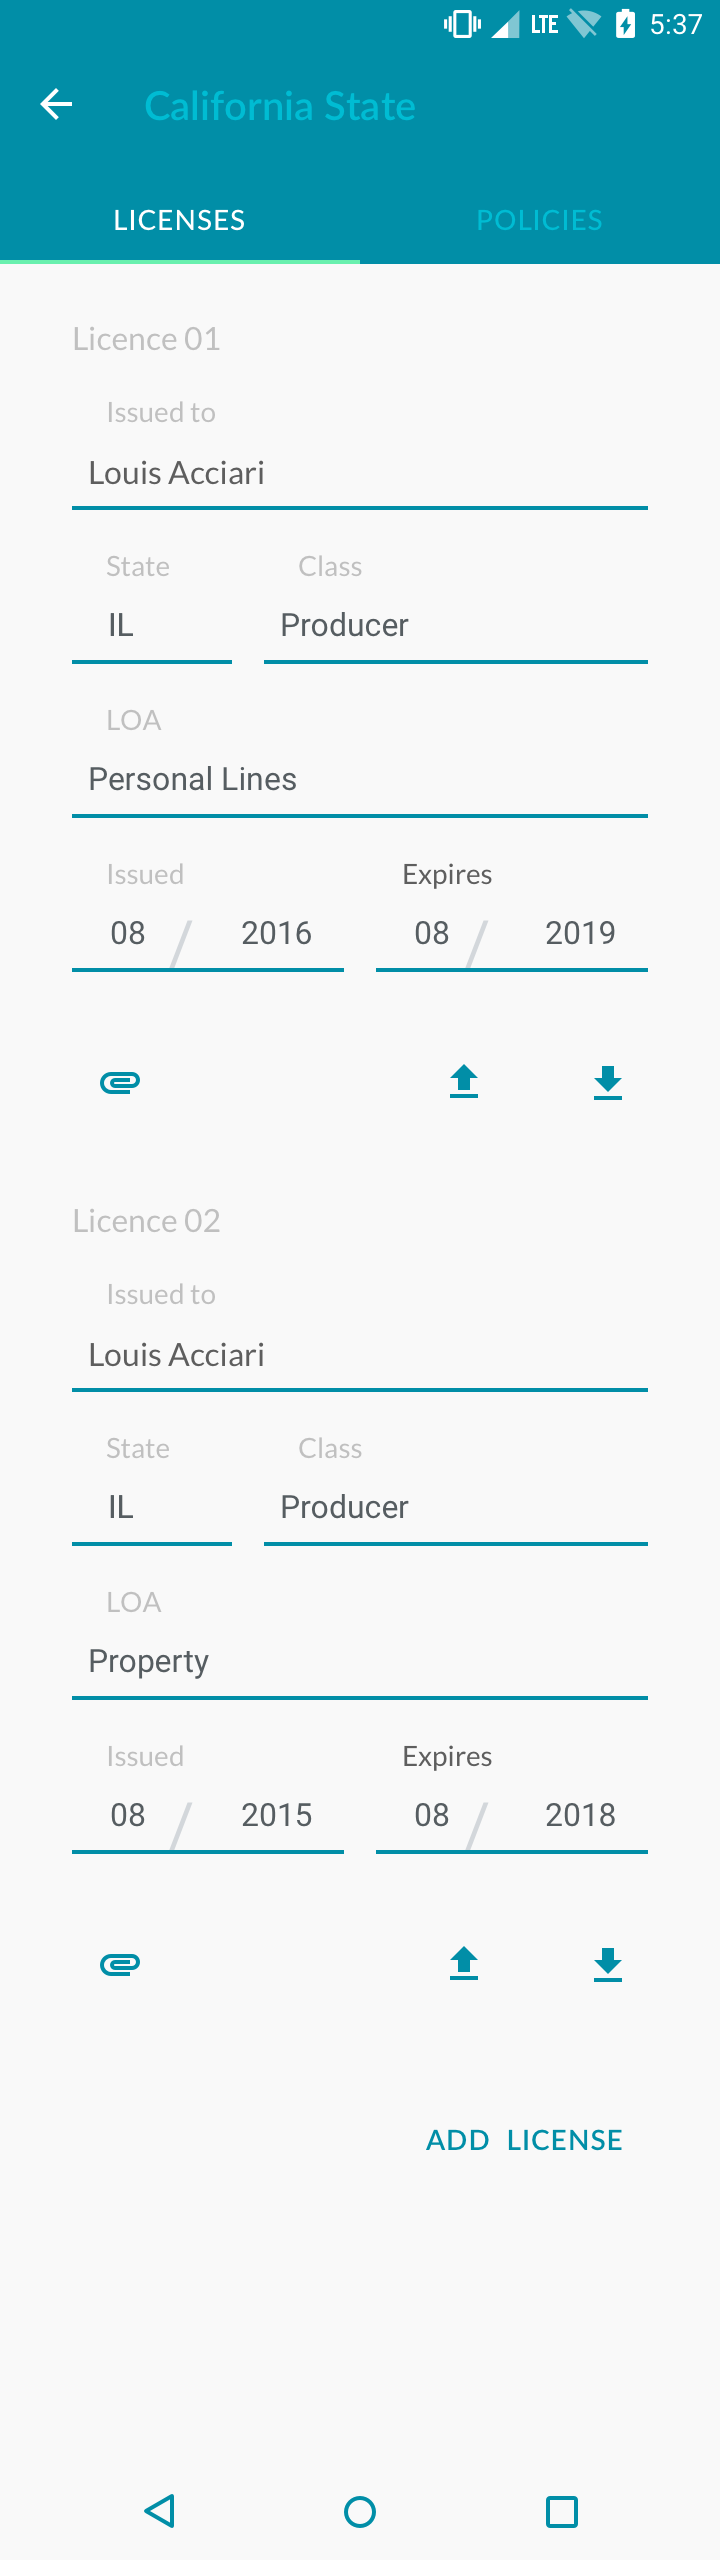 LTE 5:37
California State
LICENSES POLICIES
Licence 01
Issued to
Louis Acciari
State Class
IL Producer
LOA
Personal Lines
Issued Expires
08 / 2016 08 / 2019
Licence 02
Issued to
Louis Acciari
State Class
IL Producer
LOA
Property
Issued Expires
08 / 2015 08 / 2018
ADD LICENSE